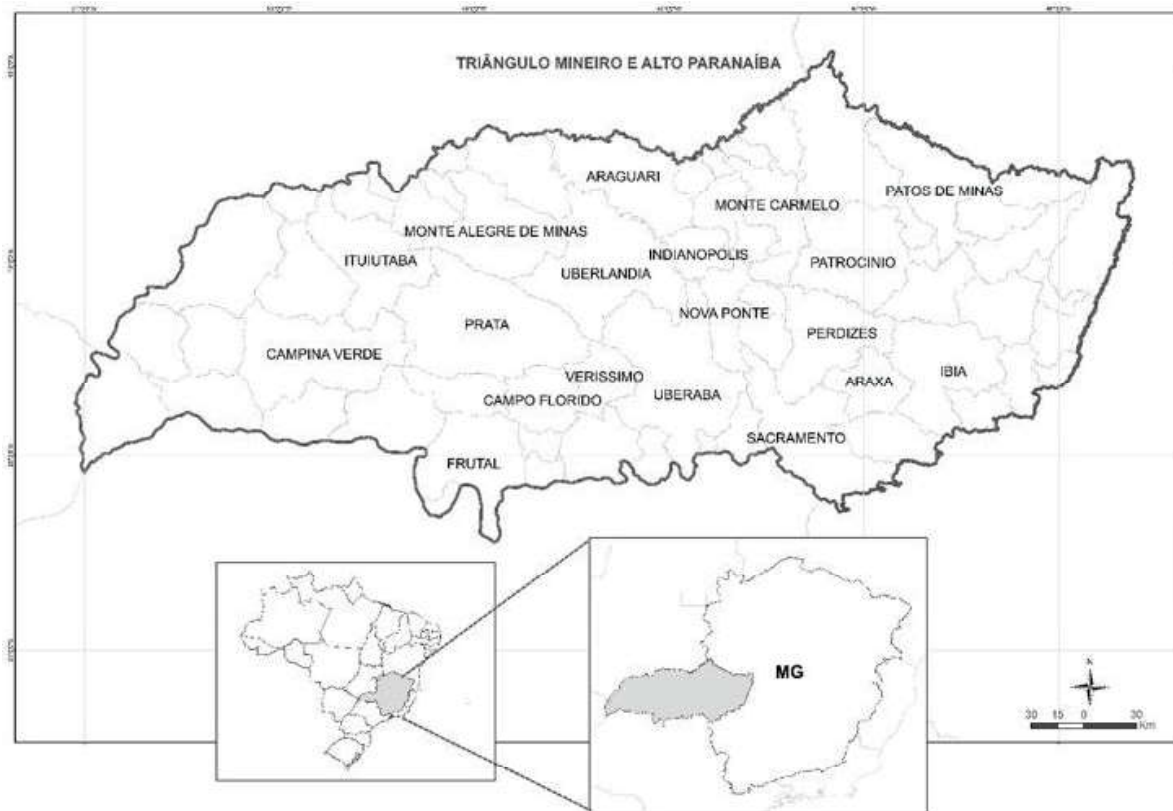 TRIÂNGULO MINEIRO E ALTO PARANAÍBA
ARAGUARI
PATOS DE MINAS
MONTE CARMELO
MONTE ALEGRE DE MINAS
INDIANOPOLIS
ITUIUTABA
PATROCINIO
UBERLANDIA
NOVA PONTE
PRATA
PERDIZES
CAMPINA VERDE
IBIA
VERISSIMO
ARAXA
UBERABA
CAMPO FLORIDO
SACRAMENTO
FRUTAL
MG
N
30 15 0 30
Km